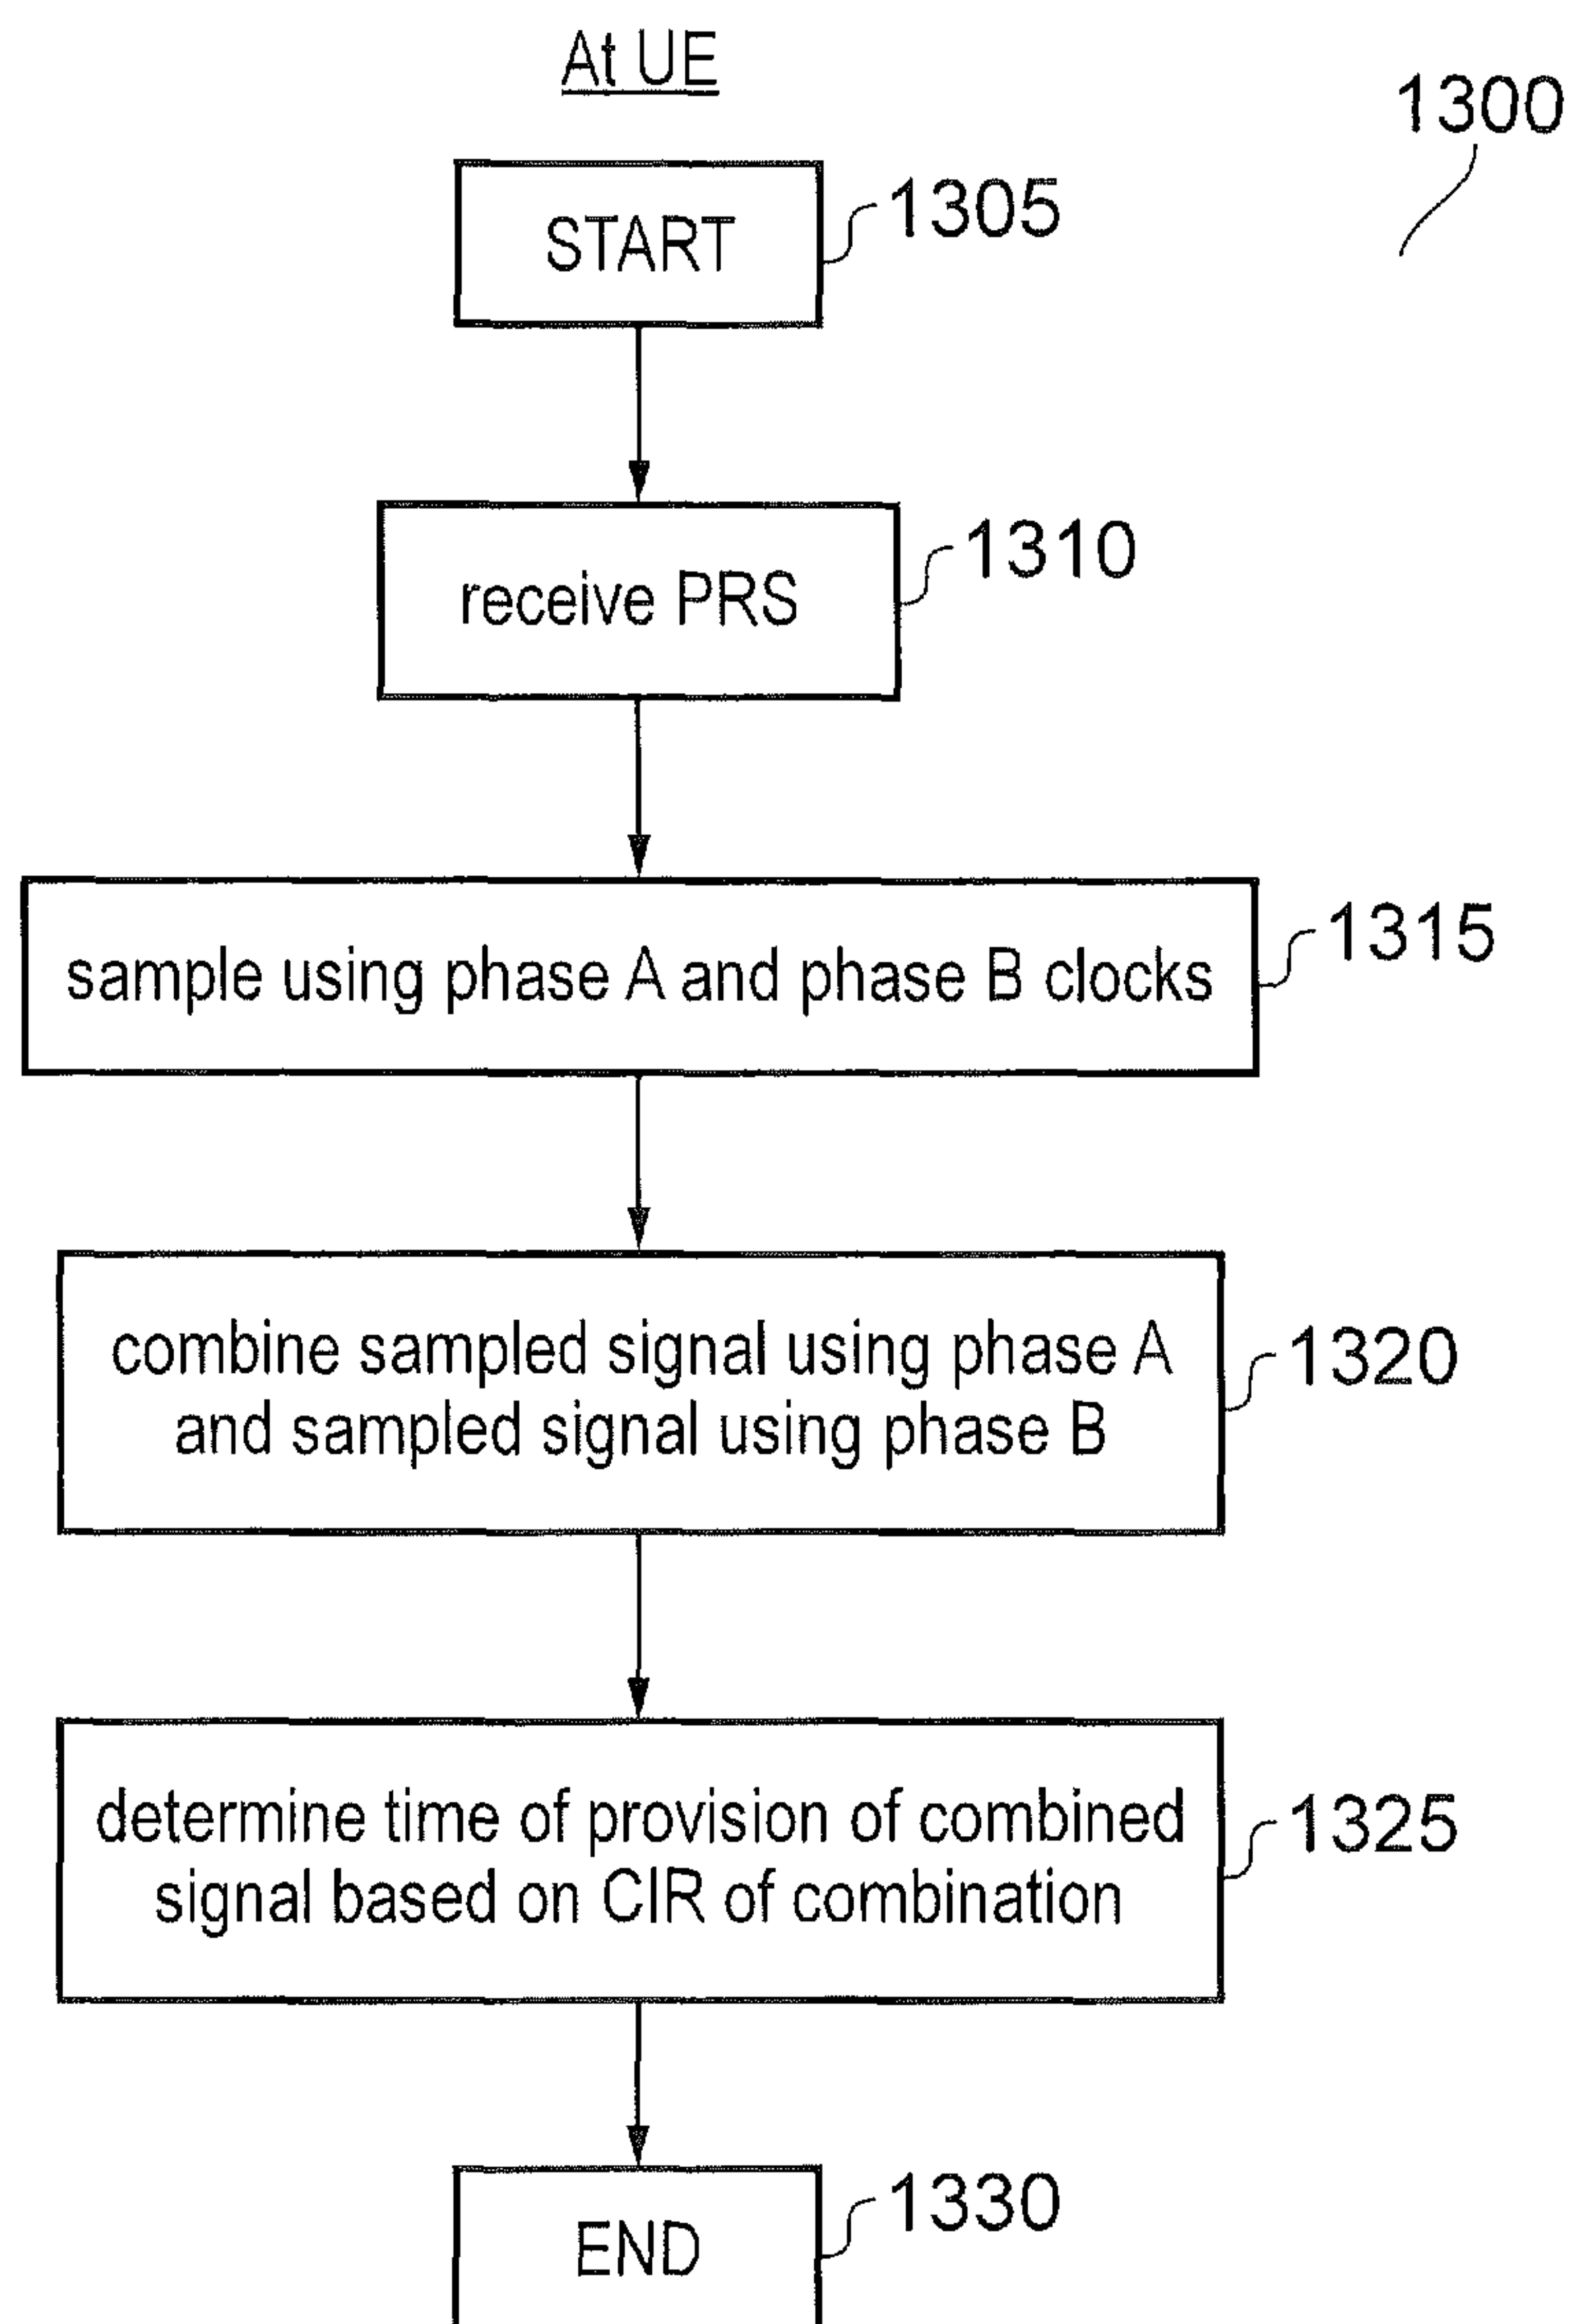 At UE
1300
START
1305
receive PRS
1310
sample using phase A and phase B clocks
1315
combine sampled signal using phase A
and sampled signal using phase B
1320
determine time of provision of combined
signal based on CIR of combination
1325
END
1330